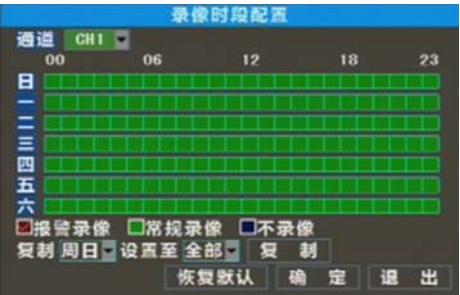 录像时段配置
通道 CH1
00 06 12 18 23
日
一
二
三
四
五
六
报警录像 常规录像 不录像
复制 周日 设置至 全部 复 制
恢复默认 确 定 退 出